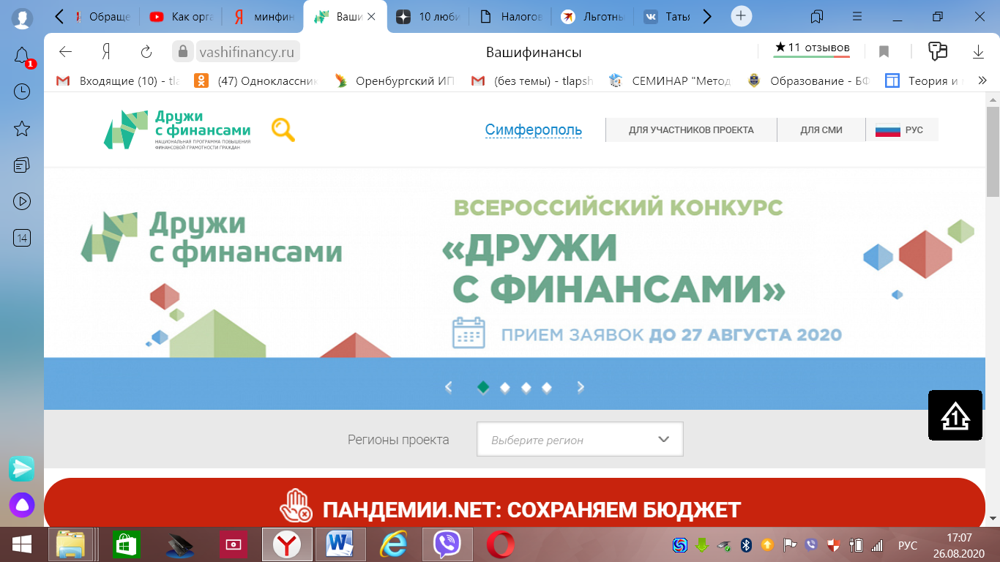 Обраще
Как орга
минфин
Ваши
10 люби
Налогов
Льготны
Татья
1
Я
vashifinancy.ru
Вашифинансы
★11 отзывов
Входящие (10) - tla
(47) Одноклассник
Оренбургский ИП
(без темы) - tlapsh
СЕМИНАР "Метод
Образование - БФ
Теория и
14
Дружи
с финансами
НАЦИОНАЛЬНАЯ ПРОГРАММА ПОВЫШЕНИЯ
ФИНАНСОВОЙ ГРАМОТНОСТИ ГРАЖДАН
Симферополь
ДЛЯ УЧАСТНИКОВ ПРОЕКТА
ДЛЯ СМИ
РУС
Дружи
с финансами
ВСЕРОССИЙСКИЙ КОНКУРС
«ДРУЖИ
С ФИНАНСАМИ»
ПРИЕМ ЗАЯВОК ДО 27 АВГУСТА 2020
1
Регионы проекта
Выберите регион
ПАНДЕМИИ.NET: СОХРАНЯЕМ БЮДЖЕТ
РУС
17:07
26.08.2020